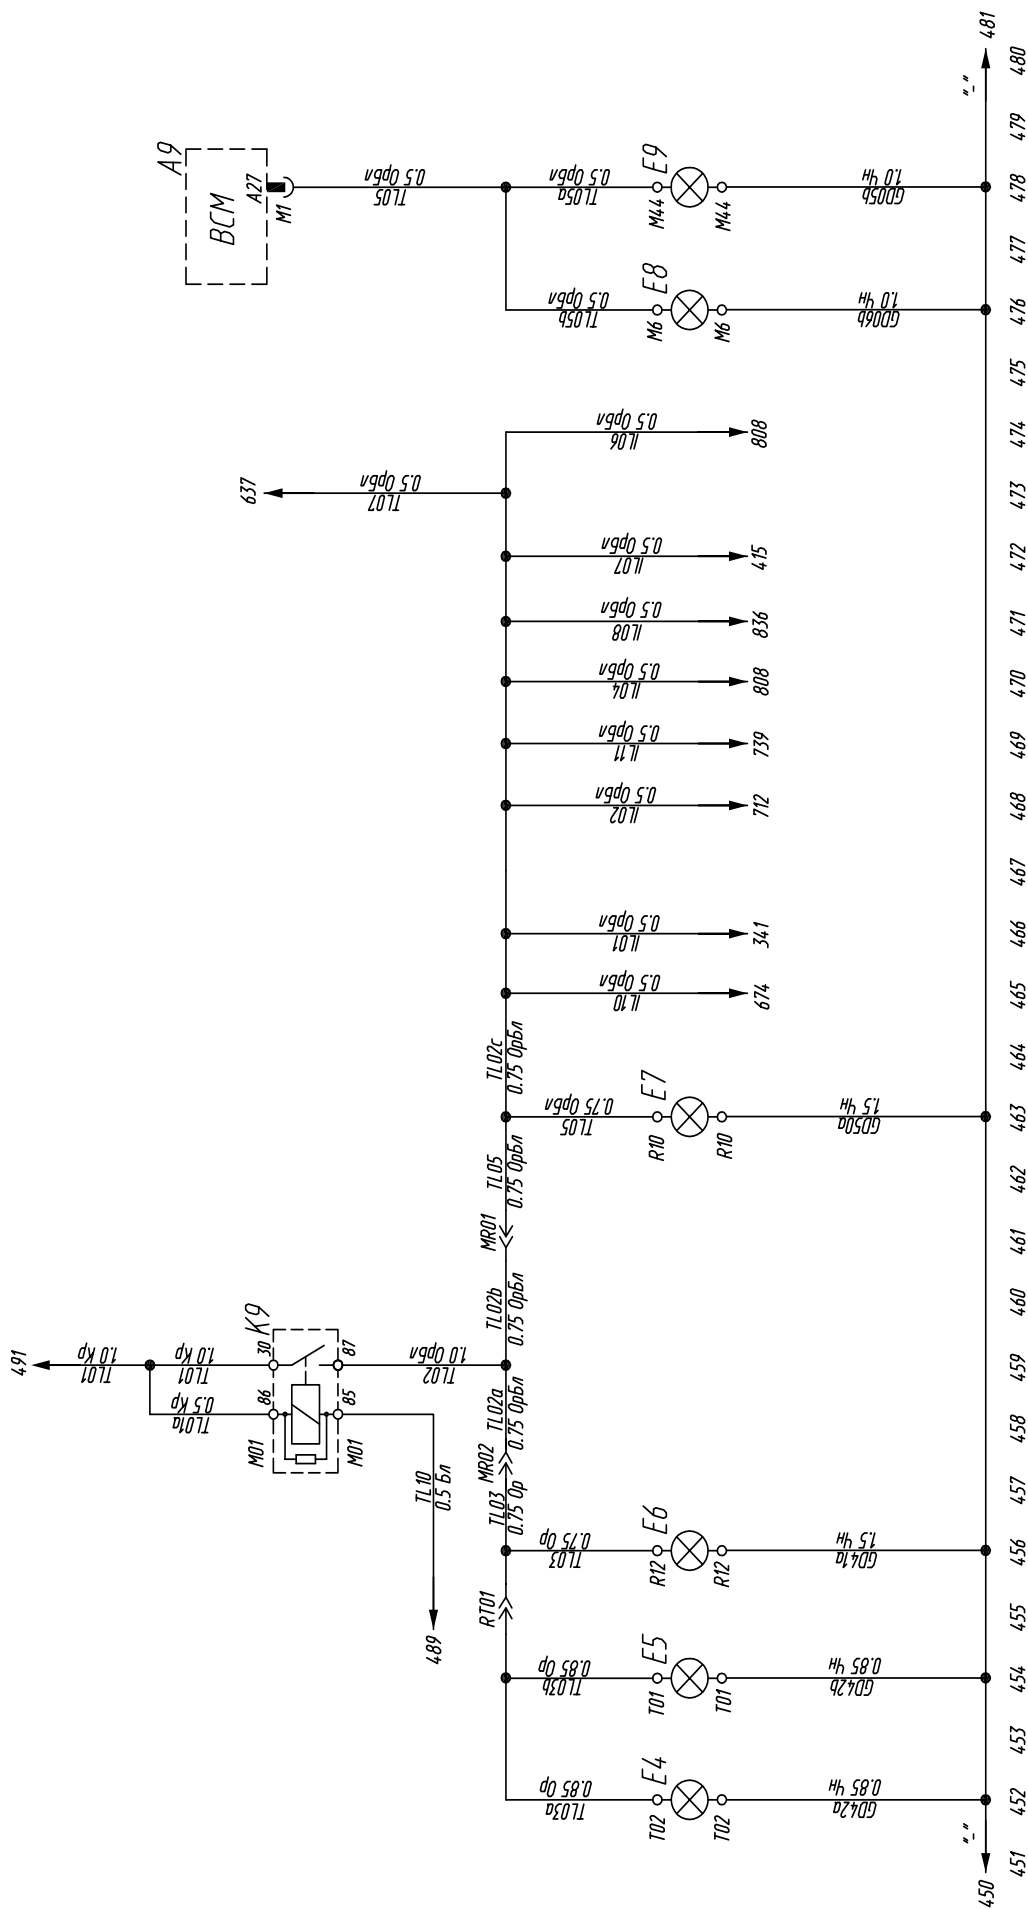 481
480
"-"
479
A9
BCM
A27
M1
TL05
0.5 ОрБл
TL05a
0.5 ОрБл
E9
M44
M44
GD05b
1.0 Чн
478
477
TL05b
0.5 ОрБл
E8
M6
M6
GD06b
1.0 Чн
476
475
IL06
0.5 ОрБл
808
474
637
TL07
0.5 ОрБл
473
IL07
0.5 ОрБл
415
472
IL08
0.5 ОрБл
836
471
IL04
0.5 ОрБл
808
470
IL11
0.5 ОрБл
739
469
IL02
0.5 ОрБл
712
468
467
IL01
0.5 ОрБл
341
466
IL10
0.5 ОрБл
674
465
TL02c
0.75 ОрБл
464
TL05
0.75 ОрБл
E7
R10
R10
GD50a
1.5 Чн
463
TL05
0.75 ОрБл
462
MR01
461
TL02b
0.75 ОрБл
460
491
TL01
1.0 Кр
TL01
1.0 Кр
K9
30
87
TL02
1.0 ОрБл
459
TL01a
0.5 Кр
86
85
M01
M01
TL02a
0.75 ОрБл
458
TL10
0.5 Бл
489
MR02
TL03
0.75 Ор
457
TL03
0.75 Ор
E6
R12
R12
GD41a
1.5 Чн
456
RT01
455
TL03b
0.85 Ор
E5
T01
T01
GD42b
0.85 Чн
454
453
TL03a
0.85 Ор
E4
T02
T02
GD42a
0.85 Чн
452
"-"
451
450